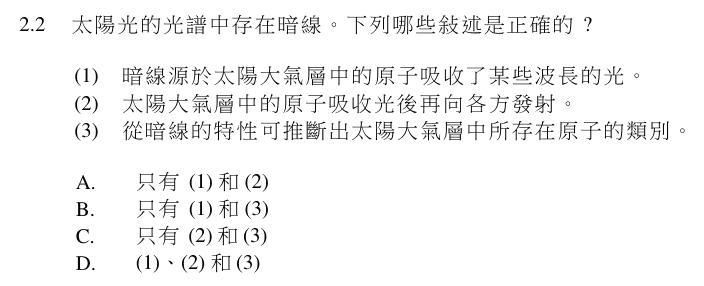 2.2 太陽光的光譜中存在暗線。下列哪些敍述是正確的？
(1) 暗線源於太陽大氣層中的原子吸收了某些波長的光。
(2) 太陽大氣層中的原子吸收光後再向各方發射。
(3) 從暗線的特性可推斷出太陽大氣層中所存在原子的類別。
A. 只有 (1) 和 (2)
B. 只有 (1) 和 (3)
C. 只有 (2) 和 (3)
D. (1)、(2) 和 (3)